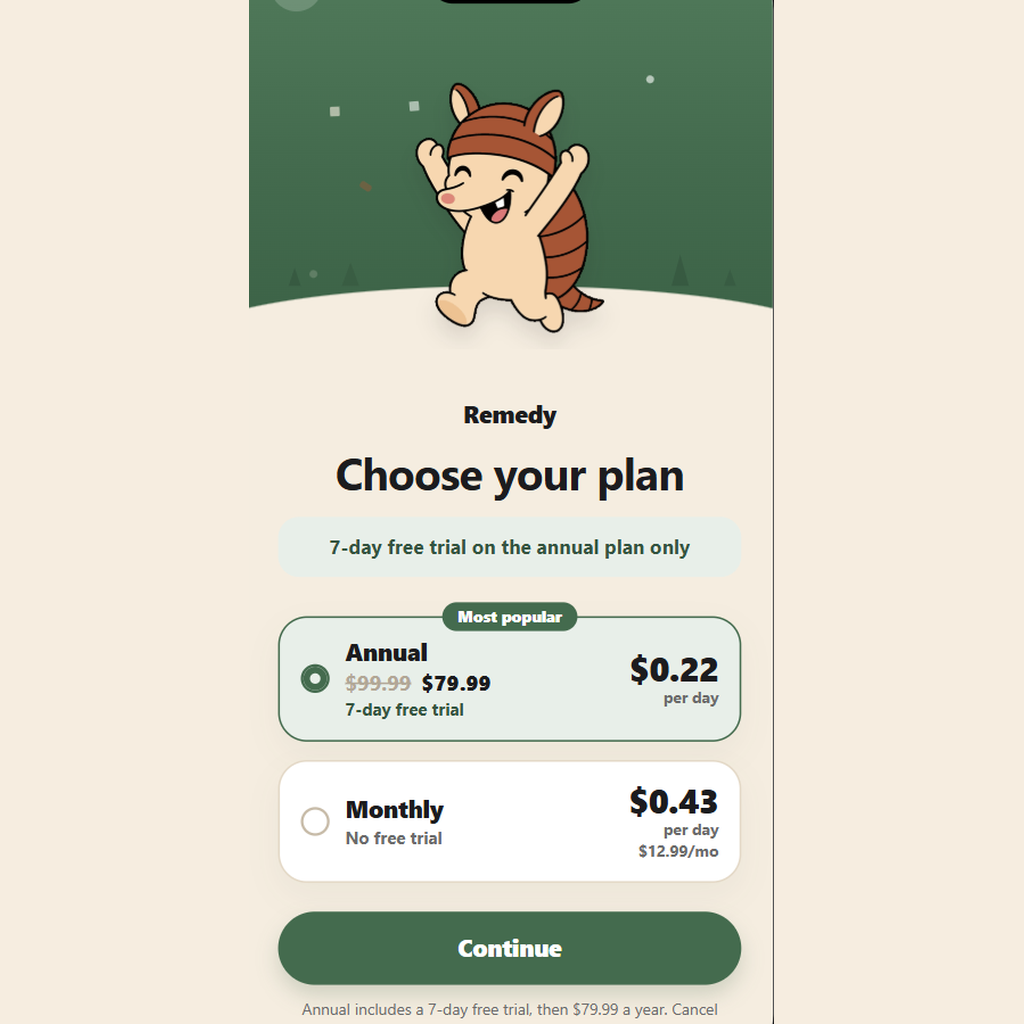 Remedy
Choose your plan
7-day free trial on the annual plan only
Most popular
Annual
$99.99 $79.99
7-day free trial
$0.22
per day
Monthly
No free trial
$0.43
per day
$12.99/mo
Continue
Annual includes a 7-day free trial, then $79.99 a year. Cancel